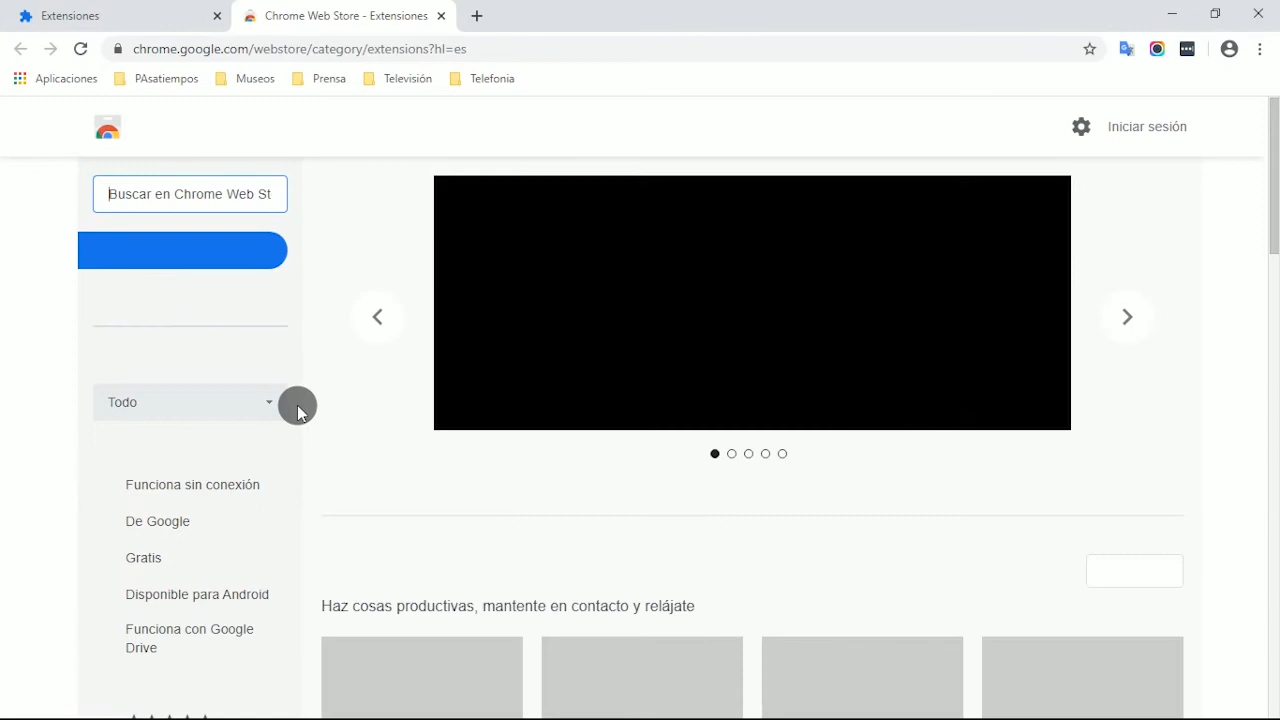 Extensiones
Chrome Web Store - Extensiones
chrome.google.com/webstore/category/extensions?hl=es
Aplicaciones
PAsatiempos
Museos
Prensa
Televisión
Telefonia
Iniciar sesión
Buscar en Chrome Web St
Todo
Funciona sin conexión
De Google
Gratis
Disponible para Android
Funciona con Google
Drive
Haz cosas productivas, mantente en contacto y relájate